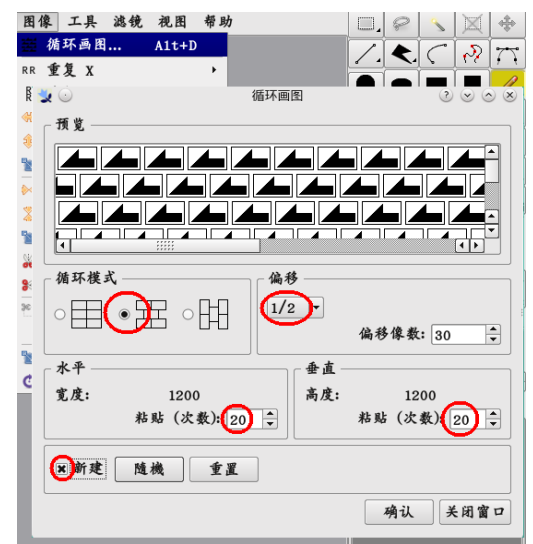 图像 工具 滤镜 视图 帮助
循环画图... Alt+D
RR 重复 X
循环画图
预览
循环模式
偏移
1/2
偏移像数: 30
水平
垂直
宽度: 1200
高度: 1200
粘贴 (次数): 20
粘贴 (次数): 20
新建 随機 重置
确认 关闭窗口